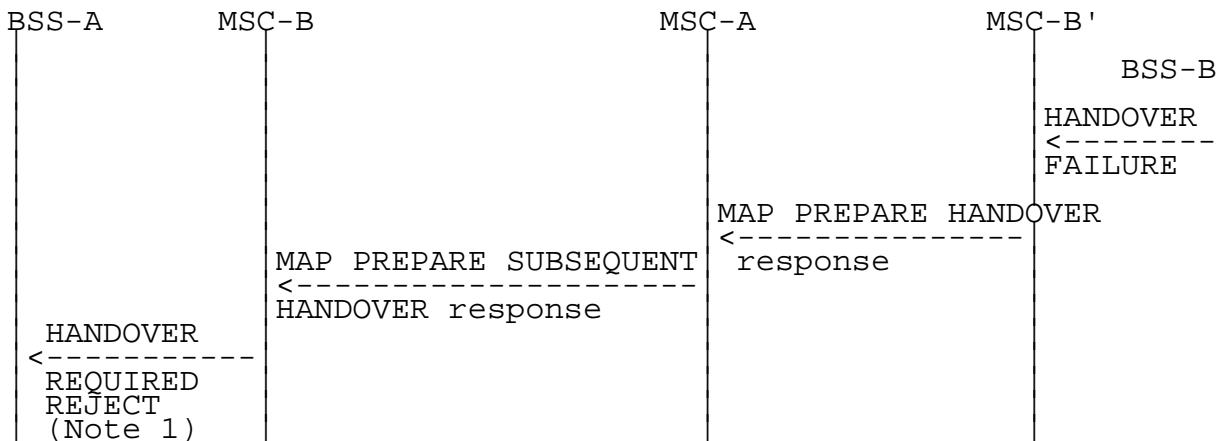 BSS-A MSC-B MSC-A MSC-B'
BSS-B
HANDOVER
FAILURE
MAP PREPARE HANDOVER
response
MAP PREPARE SUBSEQUENT
HANDOVER response
HANDOVER
REQUIRED
REJECT
(Note 1)